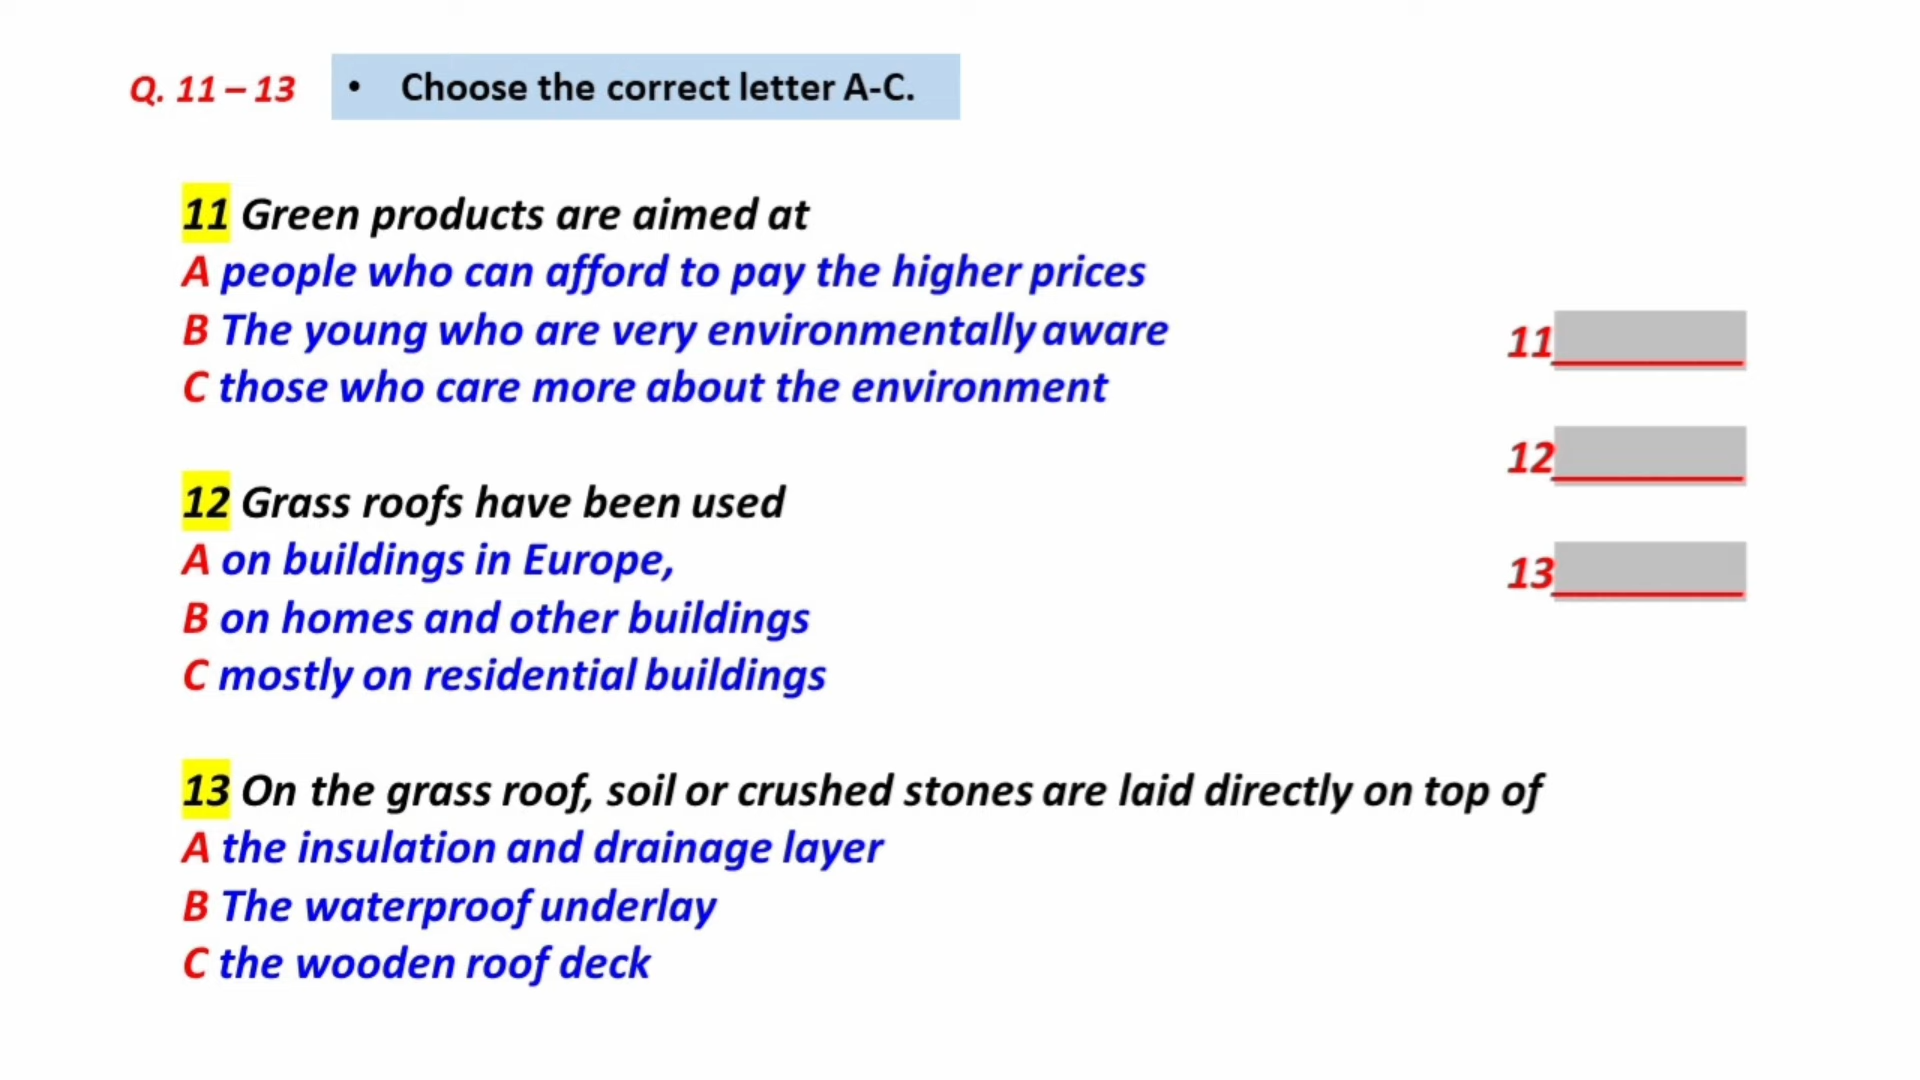 Q. 11 – 13
• Choose the correct letter A-C.
11 Green products are aimed at
A people who can afford to pay the higher prices
B The young who are very environmentally aware
C those who care more about the environment
12 Grass roofs have been used
A on buildings in Europe,
B on homes and other buildings
C mostly on residential buildings
13 On the grass roof, soil or crushed stones are laid directly on top of
A the insulation and drainage layer
B The waterproof underlay
C the wooden roof deck
11
12
13